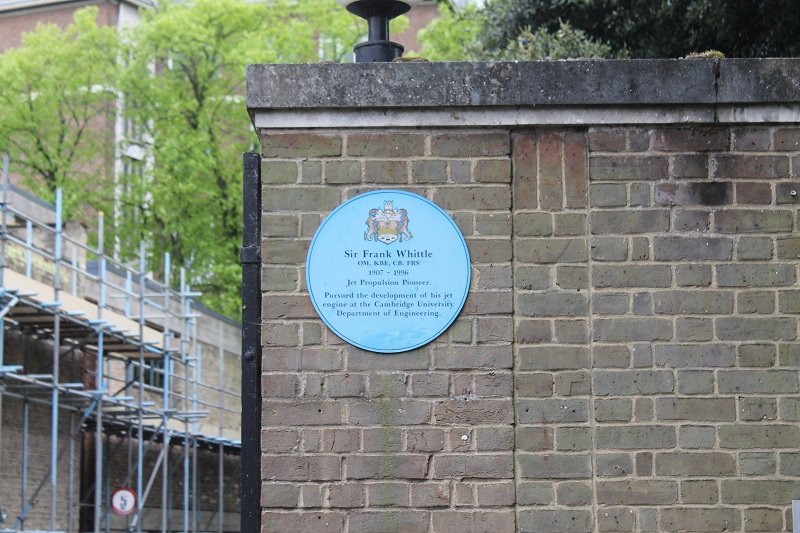 Sir Frank Whittle
OM, KBE, CB, FRS
1907 - 1996
Jet Propulsion Pioneer.
Pursued the development of his jet
engine at the Cambridge University
Department of Engineering.